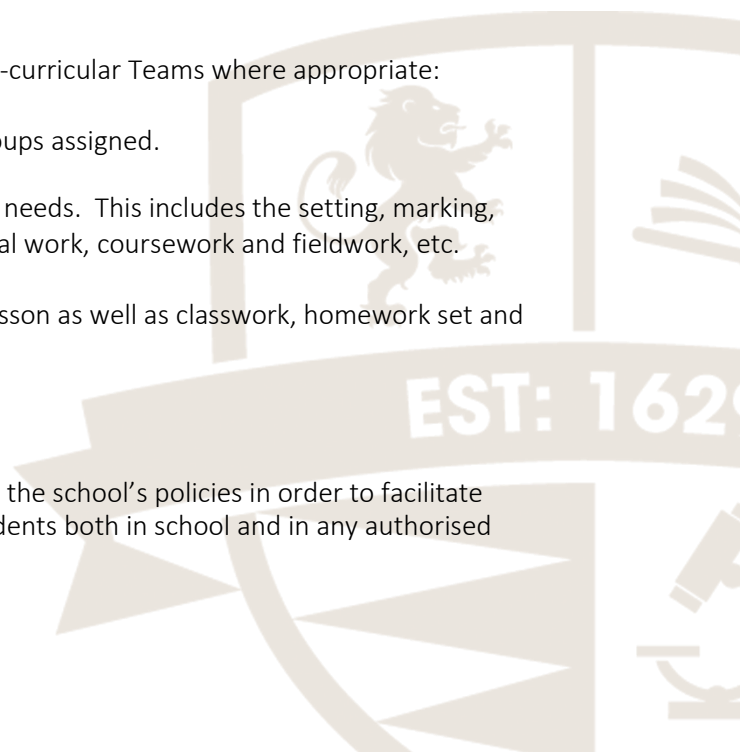 -curricular Teams where appropriate:
oups assigned.
needs.  This includes the setting, marking,
al work, coursework and fieldwork, etc.
sson as well as classwork, homework set and
EST: 1629
the school’s policies in order to facilitate
dents both in school and in any authorised